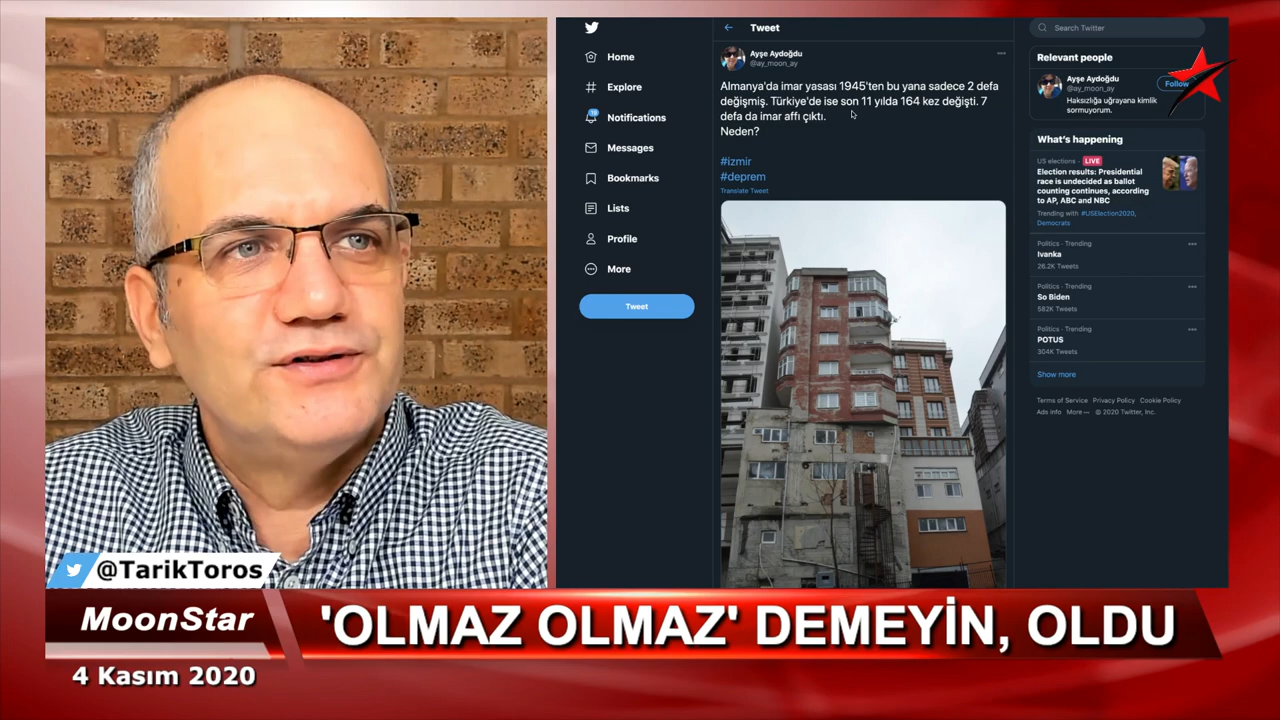 Home
Explore
10
Notifications
Messages
Bookmarks
Lists
Profile
More
Tweet
Tweet
Ayşe Aydoğdu
@ay_moon_ay
Almanya'da imar yasası 1945'ten bu yana sadece 2 defa
değişmiş. Türkiye'de ise son 11 yılda 164 kez değişti. 7
defa da imar affı çıktı.
Neden?
#izmir
#deprem
Translate Tweet
Search Twitter
Relevant people
Ayşe Aydoğdu
@ay_moon_ay
Follow
Haksızlığa uğrayana kimlik
sormuyorum.
What's happening
US elections · LIVE
Election results: Presidential
race is undecided as ballot
counting continues, according
to AP, ABC and NBC
Trending with #USElection2020,
Democrats
Politics · Trending
Ivanka
26.2K Tweets
Politics · Trending
So Biden
582K Tweets
Politics · Trending
POTUS
304K Tweets
Show more
Terms of Service Privacy Policy Cookie Policy
Ads info More © 2020 Twitter, Inc.
@TarikToros
MoonStar
'OLMAZ OLMAZ' DEMEYİN, OLDU
4 Kasım 2020